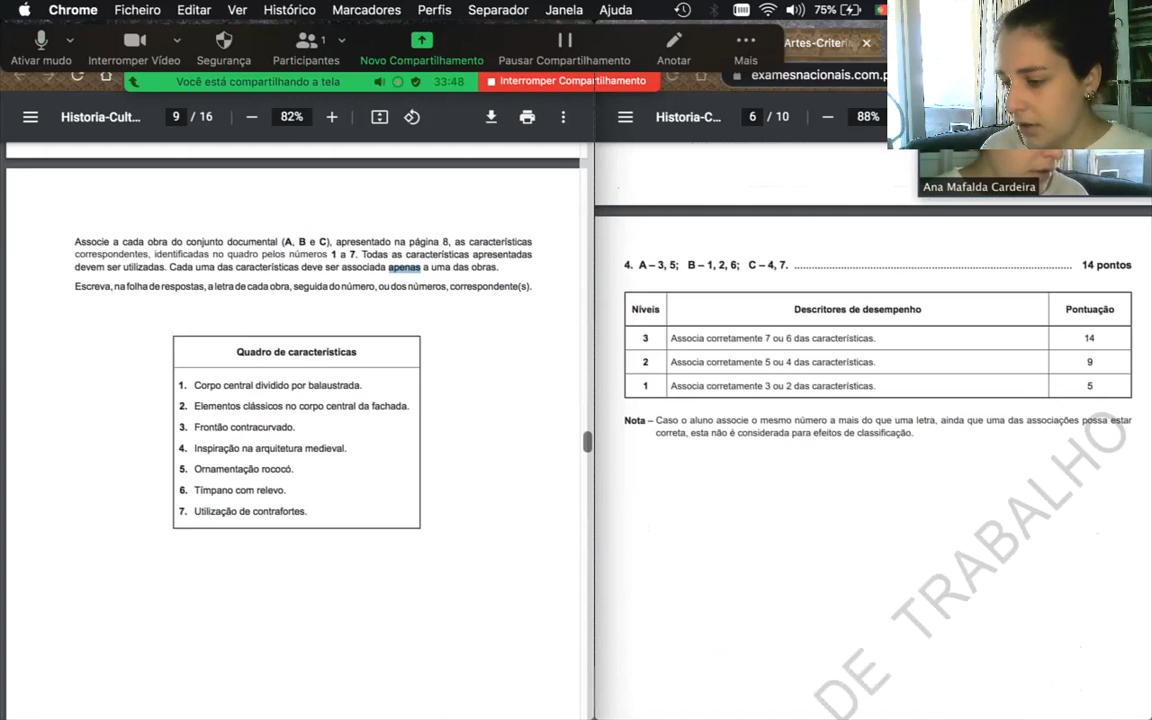 Chrome Ficheiro Editar Ver Histórico Marcadores Perfis Separador Janela Ajuda 75%
Ativar mudo Interromper Vídeo Segurança Participantes 1 Novo Compartilhamento Pausar Compartilhamento Anotar Mais
Artes-Criteri
Você está compartilhando a tela 33:48 Interromper Compartilhamento
examesnacionais.com.p
Historia-Cult... 9 / 16 82%
Historia-C... 6 / 10 88%
Ana Mafalda Cardeira
Associe a cada obra do conjunto documental (A, B e C), apresentado na página 8, as características
correspondentes, identificadas no quadro pelos números 1 a 7. Todas as características apresentadas
devem ser utilizadas. Cada uma das características deve ser associada apenas a uma das obras.
Escreva, na folha de respostas, a letra de cada obra, seguida do número, ou dos números, correspondente(s).
Quadro de características
1. Corpo central dividido por balaustrada.
2. Elementos clássicos no corpo central da fachada.
3. Frontão contracurvado.
4. Inspiração na arquitetura medieval.
5. Ornamentação rococó.
6. Tímpano com relevo.
7. Utilização de contrafortes.
4. A – 3, 5; B – 1, 2, 6; C – 4, 7. .................................................................................................... 14 pontos
Níveis Descritores de desempenho Pontuação
3 Associa corretamente 7 ou 6 das características. 14
2 Associa corretamente 5 ou 4 das características. 9
1 Associa corretamente 3 ou 2 das características. 5
Nota – Caso o aluno associe o mesmo número a mais do que uma letra, ainda que uma das associações possa estar
correta, esta não é considerada para efeitos de classificação.
DE TRABALHO